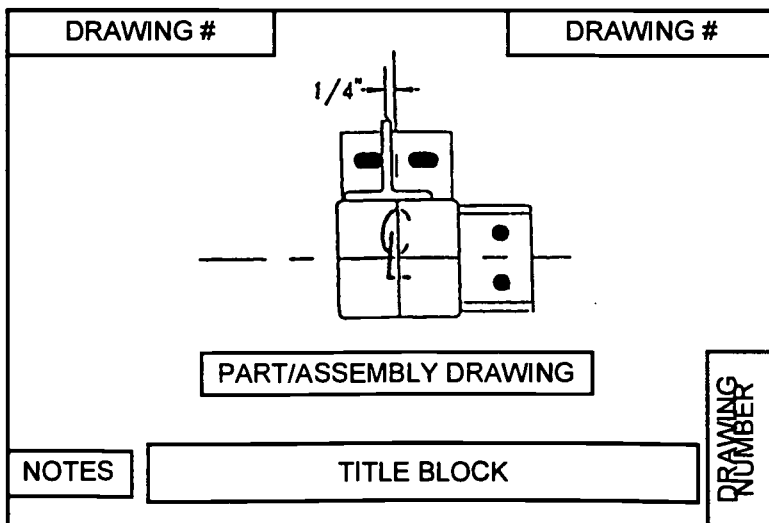 DRAWING #
DRAWING #
1/4"
PART/ASSEMBLY DRAWING
NOTES
TITLE BLOCK
DRAWING
NUMBER